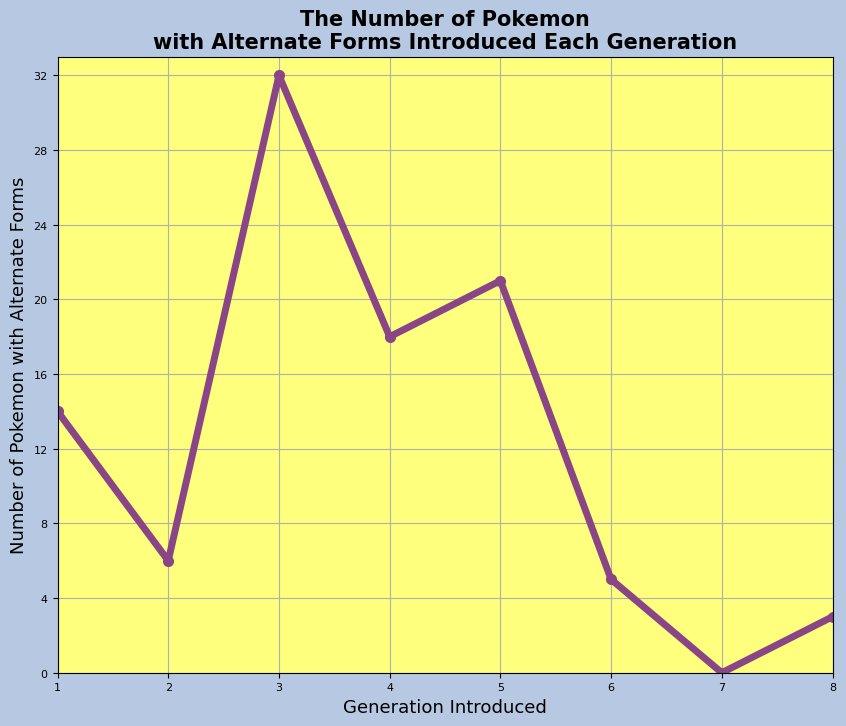 The Number of Pokemon
with Alternate Forms Introduced Each Generation
Number of Pokemon with Alternate Forms
32
28
24
20
16
12
8
4
0
1 2 3 4 5 6 7 8
Generation Introduced